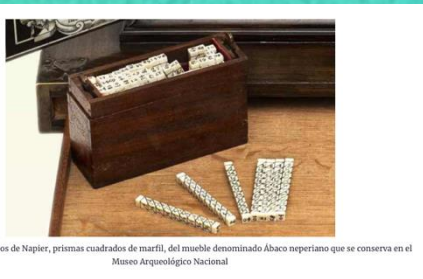 os de Napier, prismas cuadrados de marfil, del mueble denominado Ábaco neperiano que se conserva en el
Museo Arqueológico Nacional